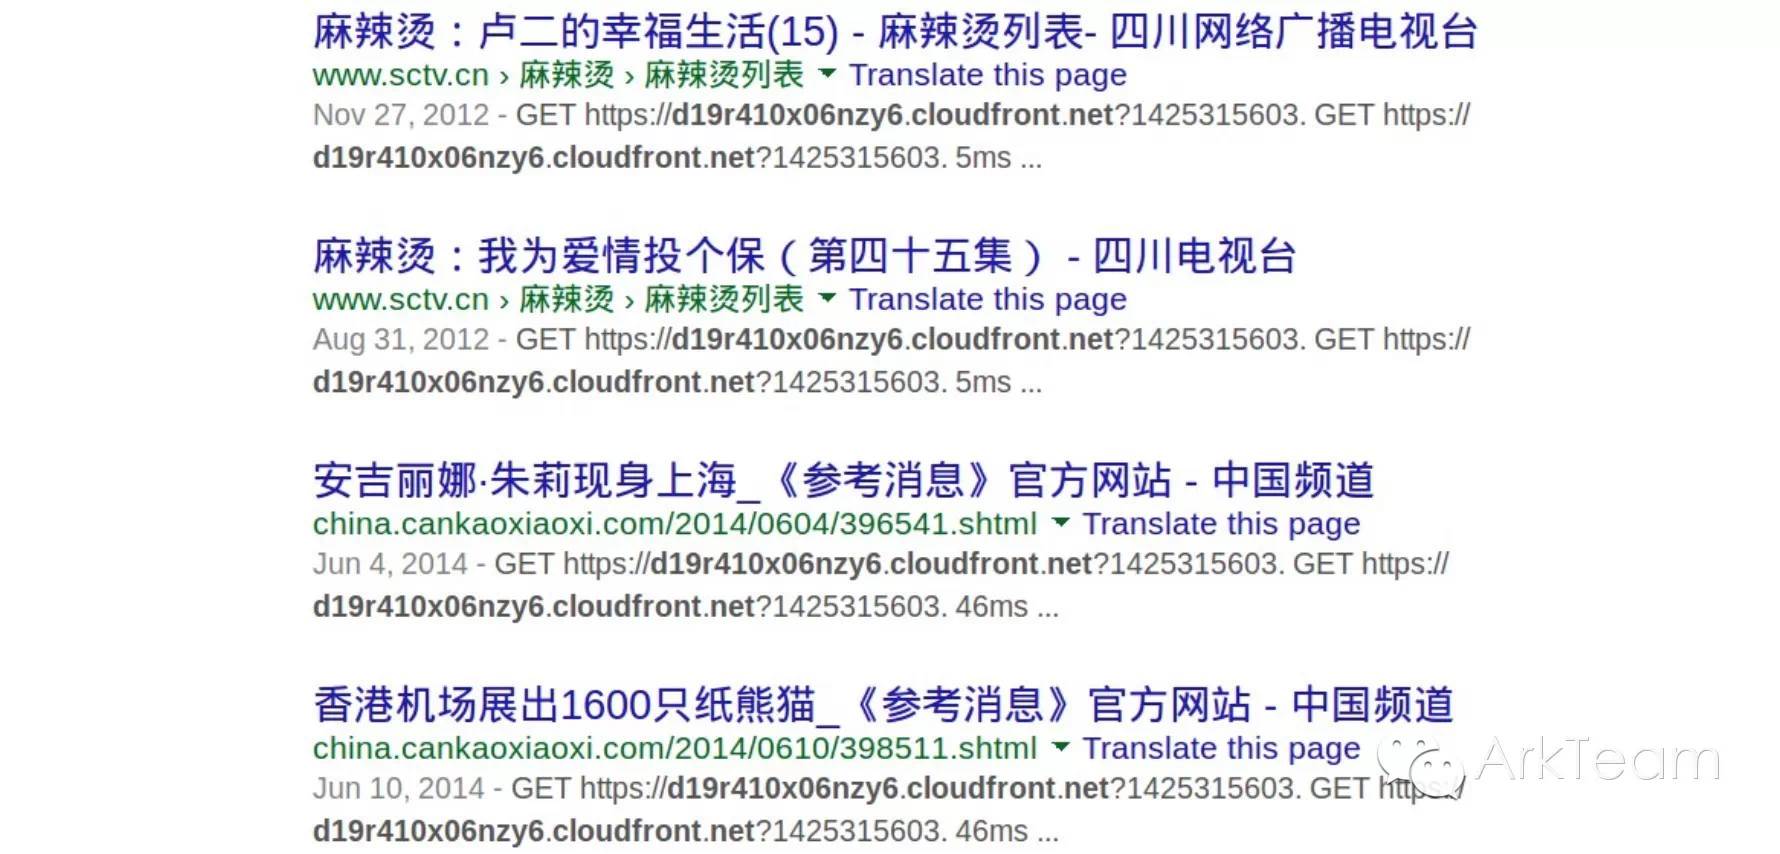 麻辣烫：卢二的幸福生活(15) - 麻辣烫列表- 四川网络广播电视台
www.sctv.cn › 麻辣烫 › 麻辣烫列表 Translate this page
Nov 27, 2012 - GET https://d19r410x06nzy6.cloudfront.net?1425315603. GET https://
d19r410x06nzy6.cloudfront.net?1425315603. 5ms ...
麻辣烫：我为爱情投个保（第四十五集） - 四川电视台
www.sctv.cn › 麻辣烫 › 麻辣烫列表 Translate this page
Aug 31, 2012 - GET https://d19r410x06nzy6.cloudfront.net?1425315603. GET https://
d19r410x06nzy6.cloudfront.net?1425315603. 5ms ...
安吉丽娜·朱莉现身上海_《参考消息》官方网站 - 中国频道
china.cankaoxiaoxi.com/2014/0604/396541.shtml Translate this page
Jun 4, 2014 - GET https://d19r410x06nzy6.cloudfront.net?1425315603. GET https://
d19r410x06nzy6.cloudfront.net?1425315603. 46ms ...
香港机场展出1600只纸熊猫_《参考消息》官方网站 - 中国频道
china.cankaoxiaoxi.com/2014/0610/398511.shtml Translate this page
Jun 10, 2014 - GET https://d19r410x06nzy6.cloudfront.net?1425315603. GET https://
d19r410x06nzy6.cloudfront.net?1425315603. 46ms ...
ArkTeam